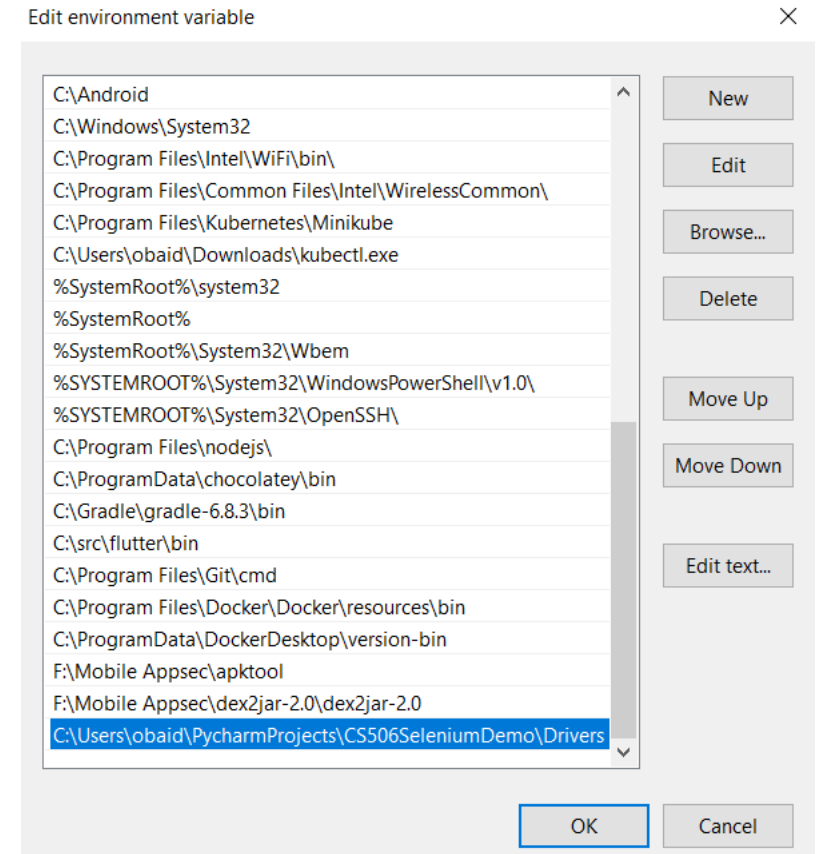 Edit environment variable
C:\Android
C:\Windows\System32
C:\Program Files\Intel\WiFi\bin\
C:\Program Files\Common Files\Intel\WirelessCommon\
C:\Program Files\Kubernetes\Minikube
C:\Users\obaid\Downloads\kubectl.exe
%SystemRoot%\system32
%SystemRoot%
%SystemRoot%\System32\Wbem
%SYSTEMROOT%\System32\WindowsPowerShell\v1.0\
%SYSTEMROOT%\System32\OpenSSH\
C:\Program Files\nodejs\
C:\ProgramData\chocolatey\bin
C:\Gradle\gradle-6.8.3\bin
C:\src\flutter\bin
C:\Program Files\Git\cmd
C:\Program Files\Docker\Docker\resources\bin
C:\ProgramData\DockerDesktop\version-bin
F:\Mobile Appsec\apktool
F:\Mobile Appsec\dex2jar-2.0\dex2jar-2.0
C:\Users\obaid\PycharmProjects\CS506SeleniumDemo\Drivers
New
Edit
Browse...
Delete
Move Up
Move Down
Edit text...
OK
Cancel